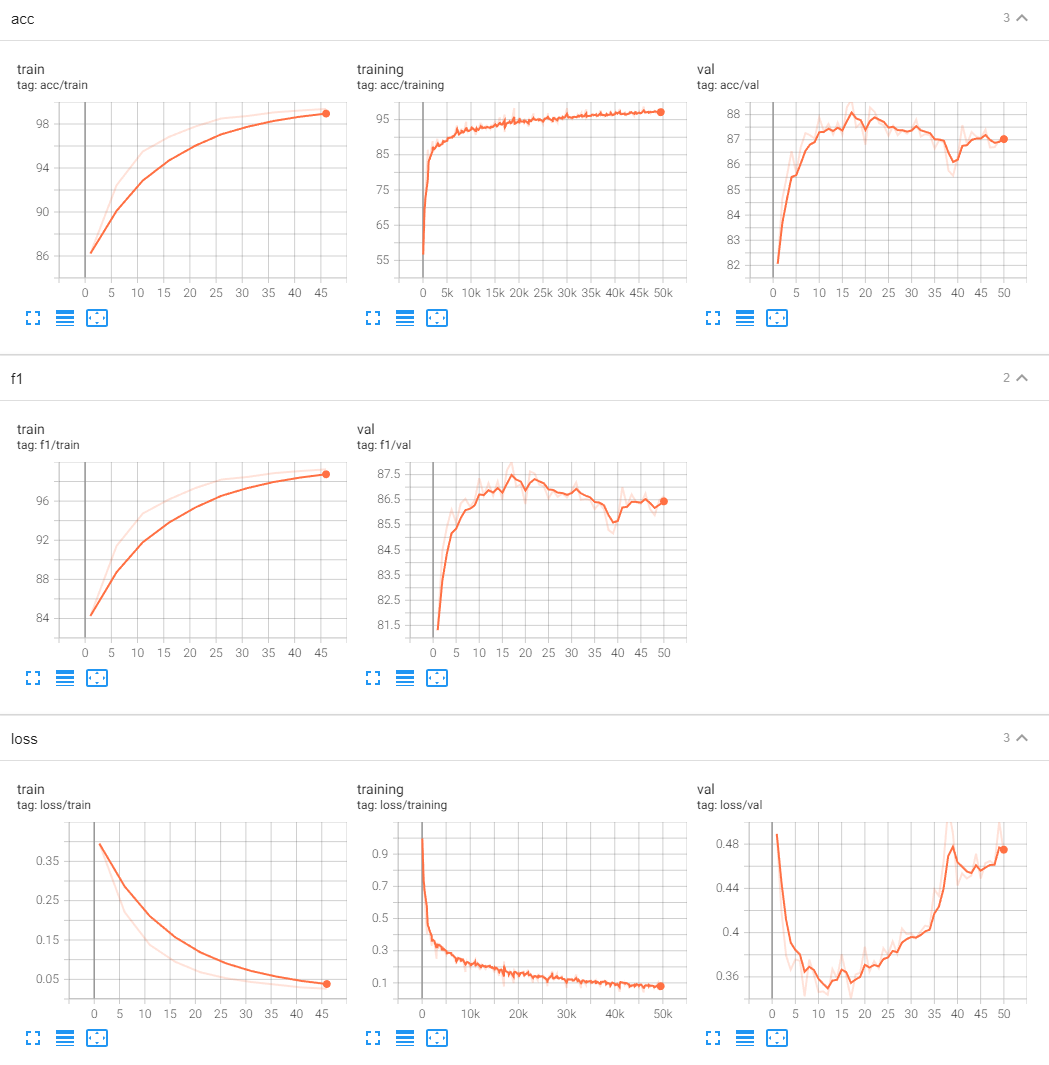 acc 3
train training val
tag: acc/train tag: acc/training tag: acc/val
98
94
90
86
0 5 10 15 20 25 30 35 40 45
95
85
75
65
55
0 5k 10k 15k 20k 25k 30k 35k 40k 45k 50k
88
87
86
85
84
83
82
0 5 10 15 20 25 30 35 40 45 50
f1 2
train val
tag: f1/train tag: f1/val
96
92
88
84
0 5 10 15 20 25 30 35 40 45
87.5
86.5
85.5
84.5
83.5
82.5
81.5
0 5 10 15 20 25 30 35 40 45 50
loss 3
train training val
tag: loss/train tag: loss/training tag: loss/val
0.35
0.25
0.15
0.05
0 5 10 15 20 25 30 35 40 45
0.9
0.7
0.5
0.3
0.1
0 10k 20k 30k 40k 50k
0.48
0.44
0.4
0.36
0 5 10 15 20 25 30 35 40 45 50